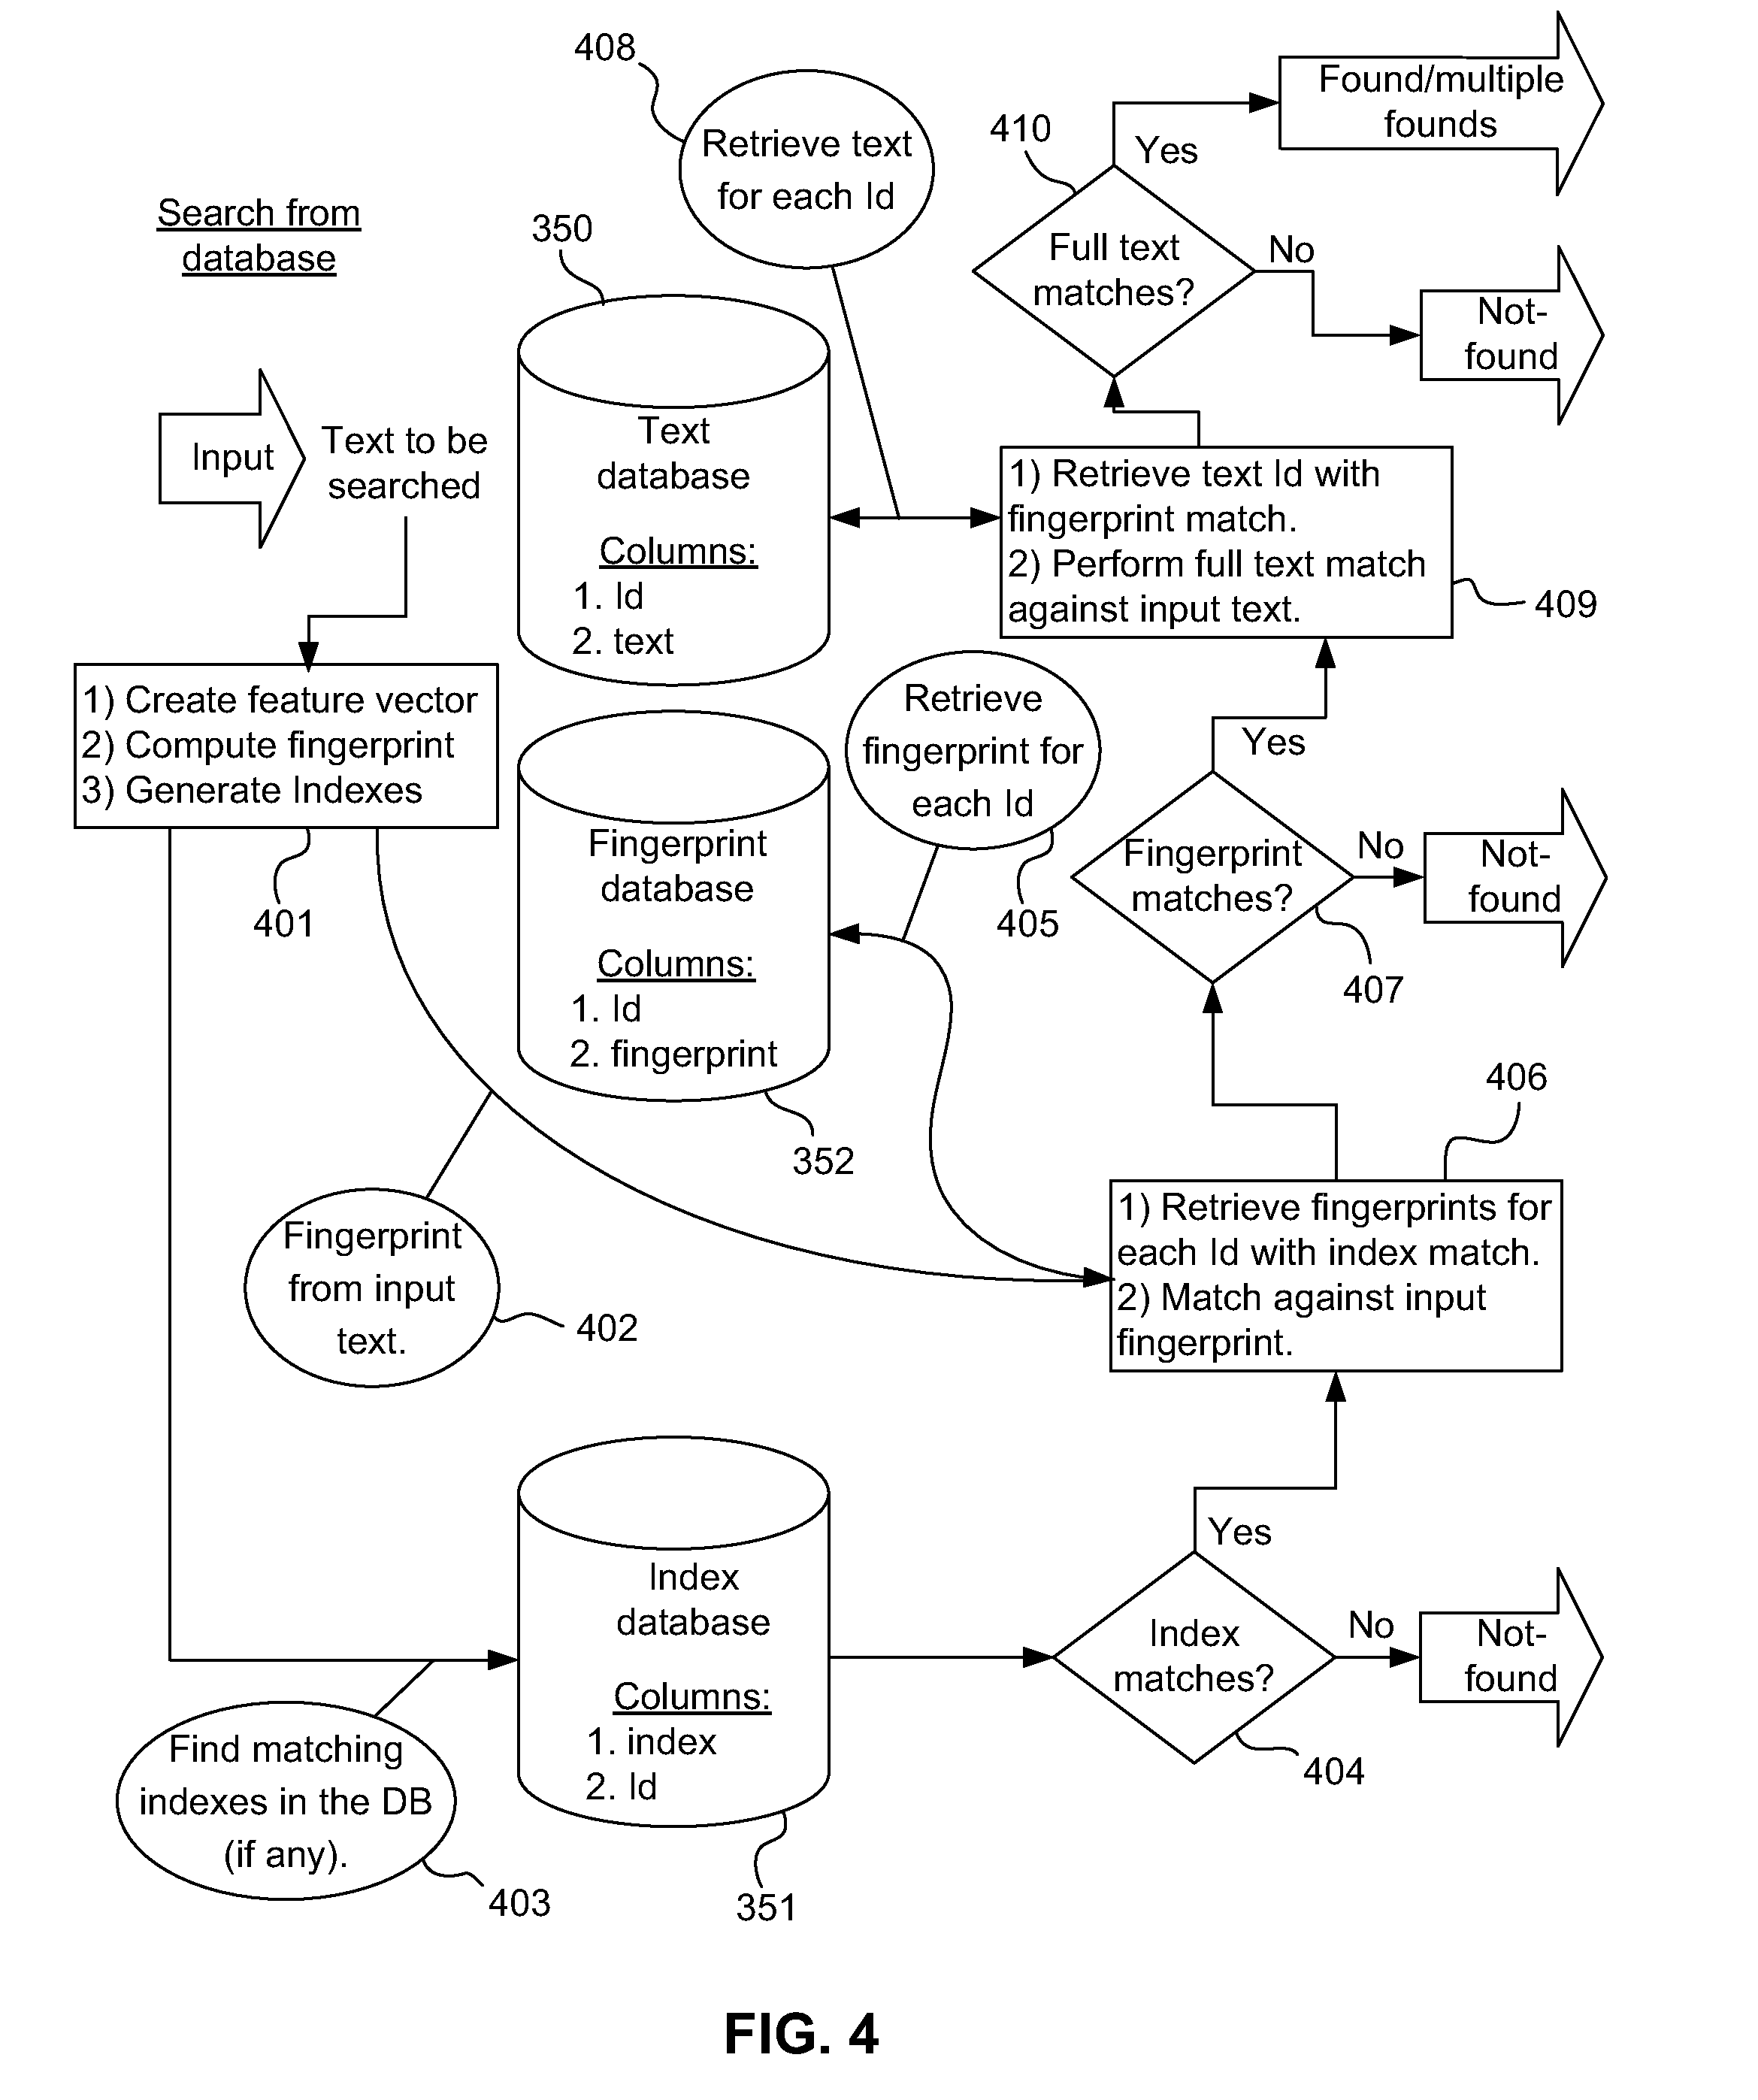 408
Retrieve text
for each Id
Found/multiple
founds
410
Yes
Search from
database
350
Full text
matches?
No
Not-
found
Input
Text to be
searched
Text
database
Columns:
1. Id
2. text
1) Retrieve text Id with
fingerprint match.
2) Perform full text match
against input text.
409
1) Create feature vector
2) Compute fingerprint
3) Generate Indexes
401
Retrieve
fingerprint for
each Id
405
Yes
Fingerprint
matches?
No
Not-
found
407
Fingerprint
database
Columns:
1. Id
2. fingerprint
352
406
1) Retrieve fingerprints for
each Id with index match.
2) Match against input
fingerprint.
Fingerprint
from input
text.
402
Yes
Index
database
Columns:
1. index
2. Id
351
Index
matches?
No
Not-
found
404
Find matching
indexes in the DB
(if any).
403
FIG. 4